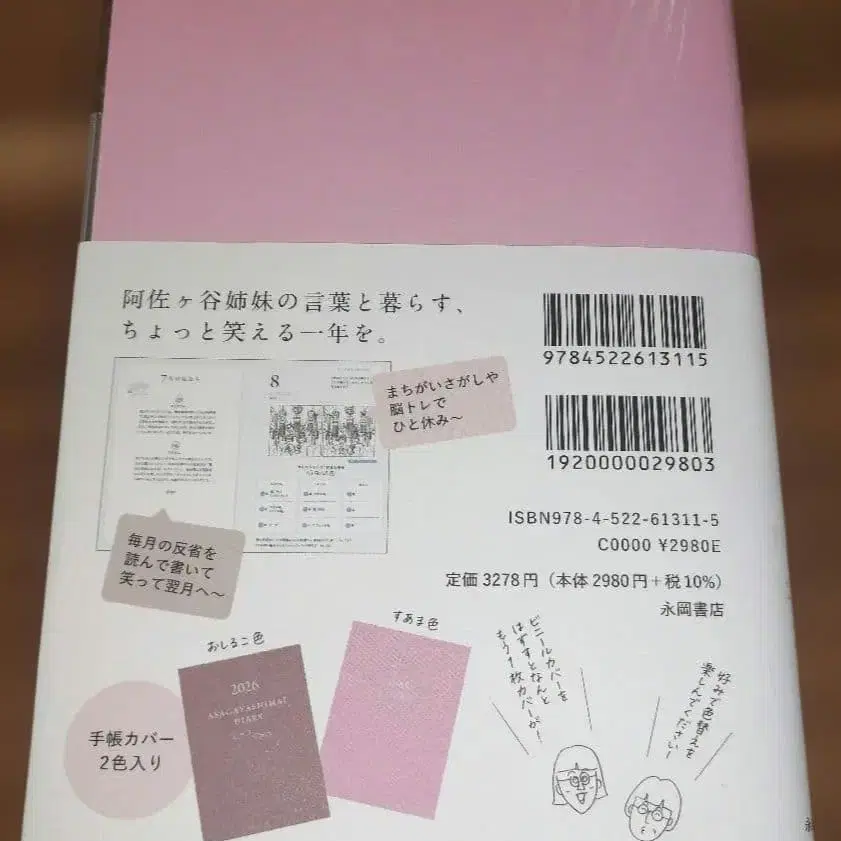 阿佐ヶ谷姉妹の言葉と暮らす、
ちょっと笑える一年を。
9784522613115
1920000029803
8
まちがいさがしや
脳トレで
ひと休み〜
毎月の反省を
読んで書いて
笑って翌月へ〜
ISBN978-4-522-61311-5
C0000 ¥2980E
定価 3278円（本体 2980円＋税10%）
永岡書店
おしるこ色
すあま色
2026
ASAGAYASHIMAI
DIARY
手帳カバー
2色入り
ビニールカバーを
はずすとなんと
もう1枚カバーが！
好みで色替えを
楽しんでください！